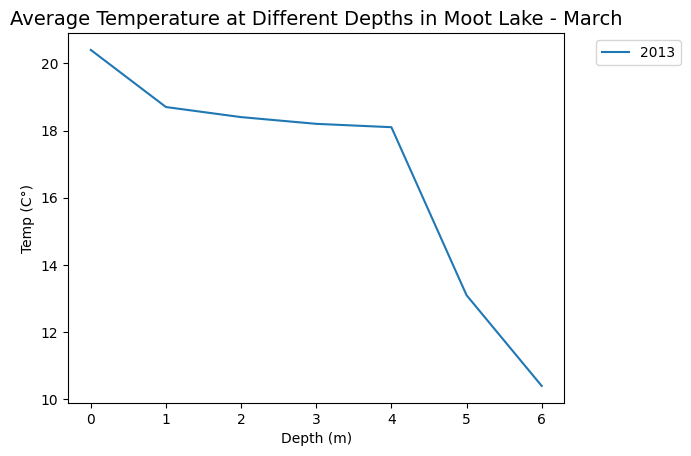 Average Temperature at Different Depths in Moot Lake - March
2013
20
18
16
14
12
10
Temp (C°)
0 1 2 3 4 5 6
Depth (m)